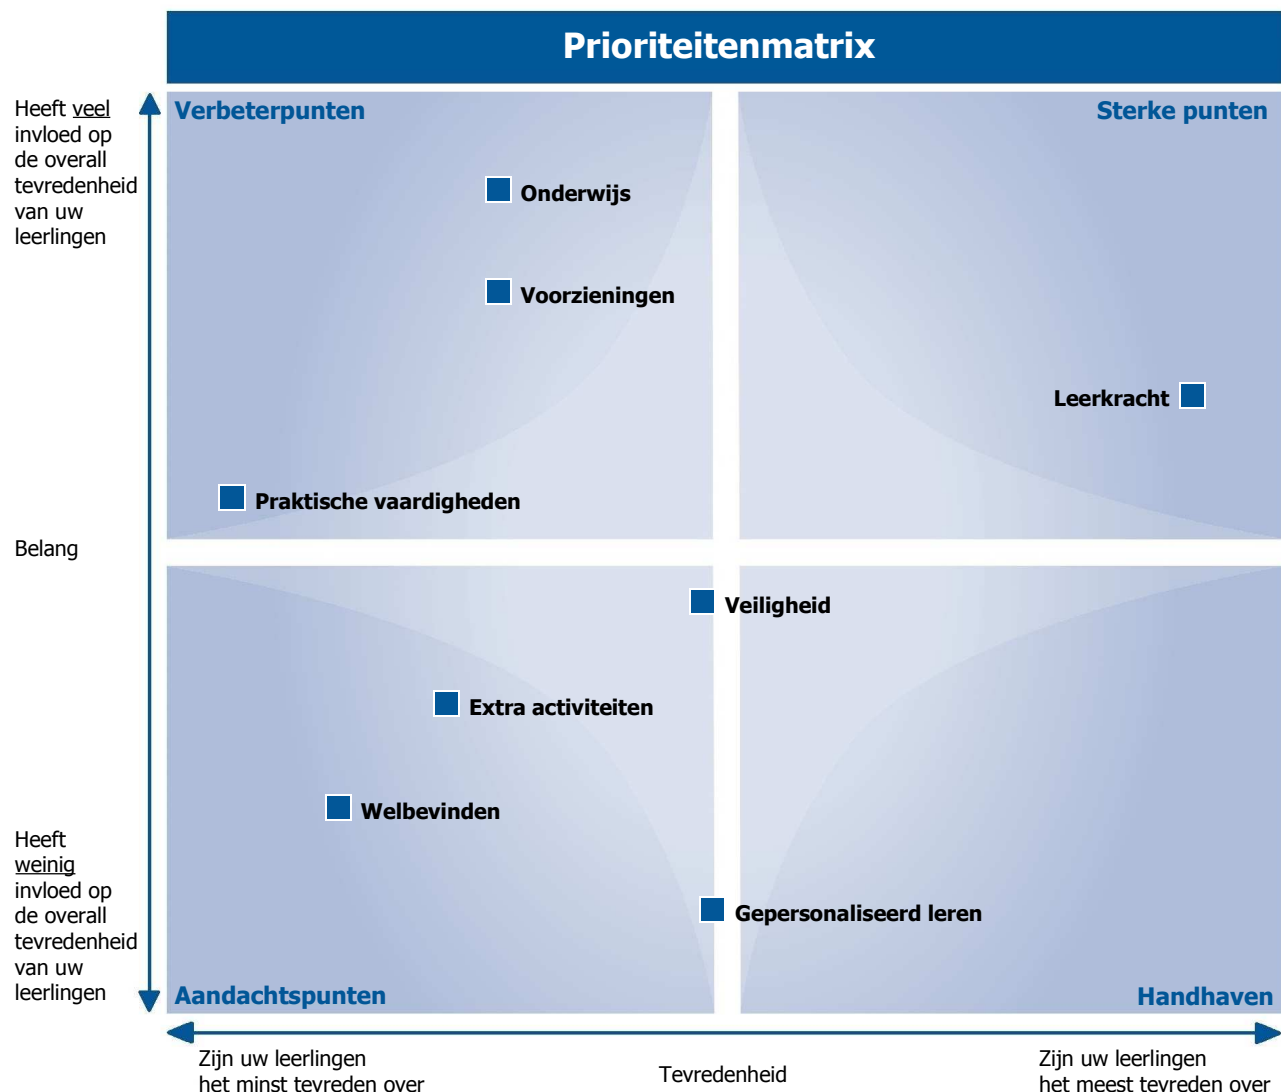 Prioriteitenmatrix
Heeft veel
invloed op
de overall
tevredenheid
van uw
leerlingen
Verbeterpunten
Sterke punten
Onderwijs
Voorzieningen
Leerkracht
Praktische vaardigheden
Belang
Veiligheid
Extra activiteiten
Welbevinden
Heeft
weinig
invloed op
de overall
tevredenheid
van uw
leerlingen
Gepersonaliseerd leren
Aandachtspunten
Handhaven
Zijn uw leerlingen
het minst tevreden over
Tevredenheid
Zijn uw leerlingen
het meest tevreden over